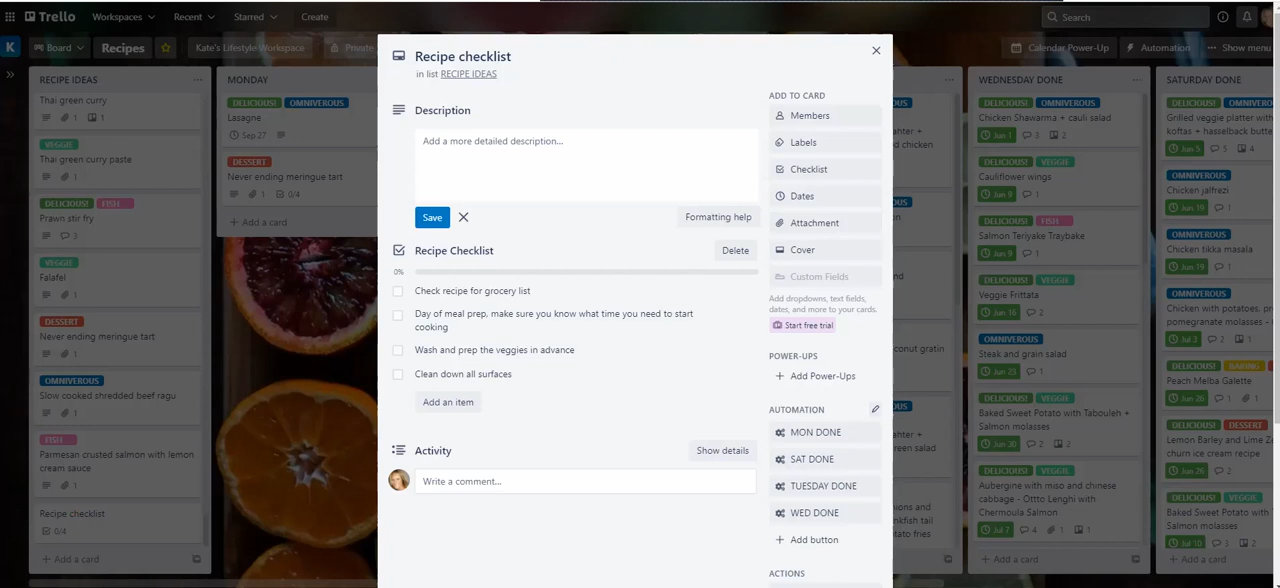 Trello
Workspaces
Recent
Starred
Create
Search
K
Board
Recipes
Kate's Lifestyle Workspace
Private
Calendar Power-Up
Automation
Show menu
RECIPE IDEAS
Thai green curry
1
1
VEGGIE
Thai green curry paste
1
DELICIOUS!
FISH
Prawn stir fry
3
VEGGIE
Falafel
1
DESSERT
Never ending meringue tart
1
OMNIVEROUS
Slow cooked shredded beef ragu
1
FISH
Parmesan crusted salmon with lemon
cream sauce
1
Recipe checklist
0/4
+ Add a card
MONDAY
DELICIOUS!
OMNIVEROUS
Lasagne
Sep 27
DESSERT
Never ending meringue tart
1
0/4
+ Add a card
Recipe checklist
in list RECIPE IDEAS
Description
Add a more detailed description...
Save
Formatting help
Recipe Checklist
Delete
0%
Check recipe for grocery list
Day of meal prep, make sure you know what time you need to start
cooking
Wash and prep the veggies in advance
Clean down all surfaces
Add an item
Activity
Show details
Write a comment...
ADD TO CARD
Members
Labels
Checklist
Dates
Attachment
Cover
Custom Fields
Add dropdowns, text fields,
dates, and more to your cards.
Start free trial
POWER-UPS
+ Add Power-Ups
AUTOMATION
MON DONE
SAT DONE
TUESDAY DONE
WED DONE
+ Add button
ACTIONS
WEDNESDAY DONE
DELICIOUS!
OMNIVEROUS
Chicken Shawarma + cauli salad
Jun 1
3
2
DELICIOUS!
VEGGIE
Cauliflower wings
Jun 9
1
DELICIOUS!
FISH
Salmon Teriyake Traybake
Jun 9
1
DELICIOUS!
VEGGIE
Veggie Frittata
Jun 16
2
OMNIVEROUS
Steak and grain salad
Jun 23
1
DELICIOUS!
VEGGIE
Baked Sweet Potato with Tabouleh +
Salmon molasses
Jun 30
2
2
DELICIOUS!
VEGGIE
Aubergine with miso and chinese
cabbage - Ottto Lenghi with
Chermoula Salmon
Jul 7
4
1
1
+ Add a card
SATURDAY DONE
DELICIOUS!
Grilled veggie platter with
koftas + hasselback butte
Jun 5
5
4
OMNIVEROUS
Chicken jalfrezi
Jun 19
1
OMNIVEROUS
Chicken tikka masala
Jun 19
1
OMNIVEROUS
Chicken with potatoes, pr
pomegranate molasses -
Jul 3
2
1
DELICIOUS!
BAKING
Peach Melba Galette
Jun 26
1
1
DELICIOUS!
DESSERT
Lemon Barley and Lime Z
churn ice cream recipe
Jun 26
2
DELICIOUS!
VEGGIE
Baked Sweet Potato with
Salmon molasses
Jul 10
3
2
+ Add a card